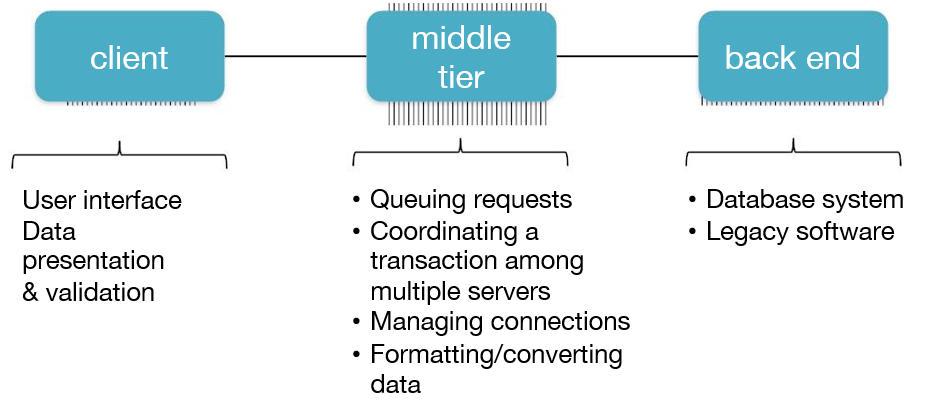 client
middle
tier
back end
User interface
Data
presentation
& validation
• Queuing requests
• Coordinating a
transaction among
multiple servers
• Managing connections
• Formatting/converting
data
• Database system
• Legacy software